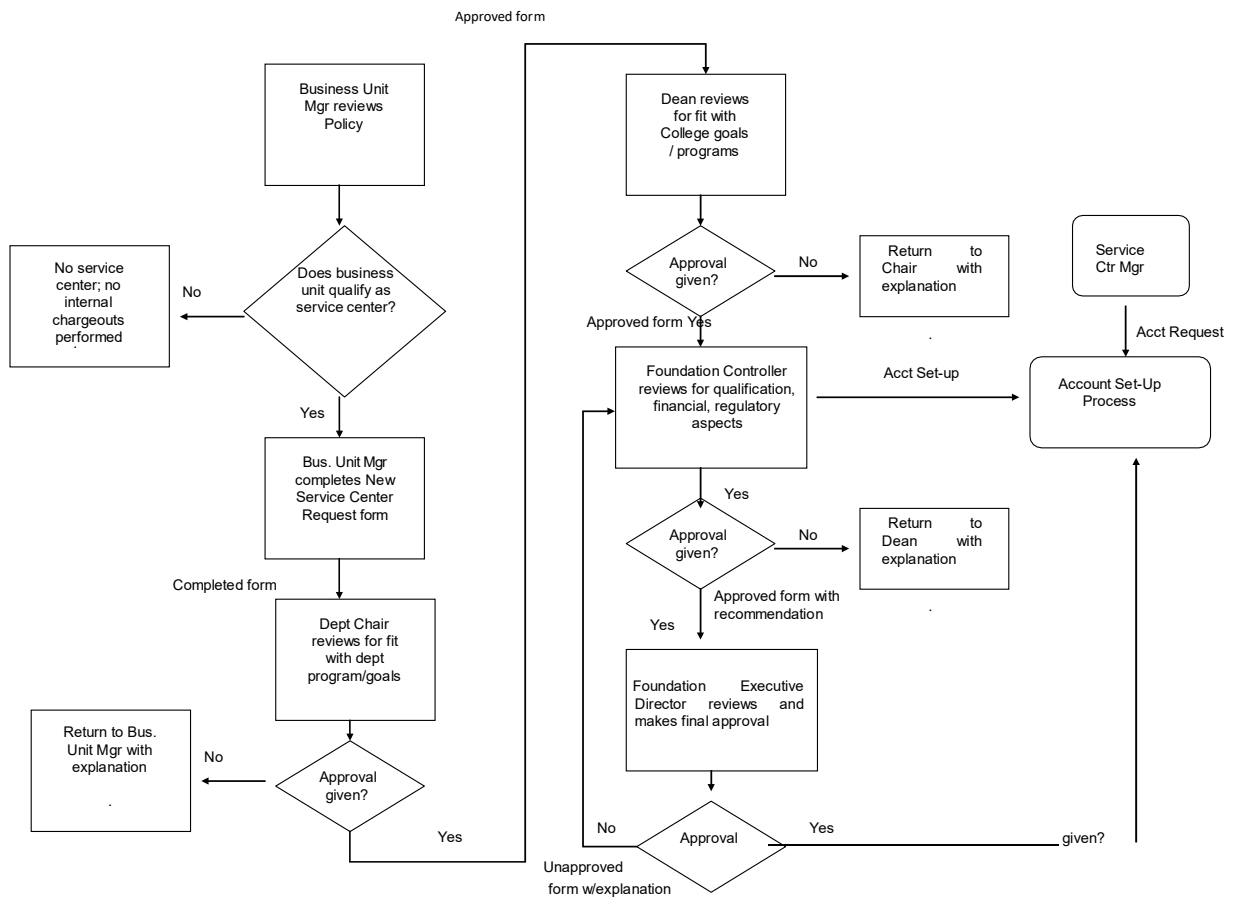 Approved form
Business Unit
Mgr reviews
Policy
Does business
unit qualify as
service center?
No
No service
center; no
internal
chargeouts
performed
.
Yes
Bus. Unit Mgr
completes New
Service Center
Request form
Completed form
Dept Chair
reviews for fit
with dept
program/goals
Approval
given?
No
Return to Bus.
Unit Mgr with
explanation
.
Yes
Dean reviews
for fit with
College goals
/ programs
Approval
given?
No
Return to
Chair with
explanation
.
Approved form Yes
Foundation Controller
reviews for qualification,
financial, regulatory
aspects
Acct Set-up
Service
Ctr Mgr
Acct Request
Account Set-Up
Process
Yes
Approval
given?
No
Return to
Dean with
explanation
.
Approved form with
recommendation
Yes
Foundation Executive
Director reviews and
makes final approval
Approval
No
Yes
given?
Unapproved
form w/explanation